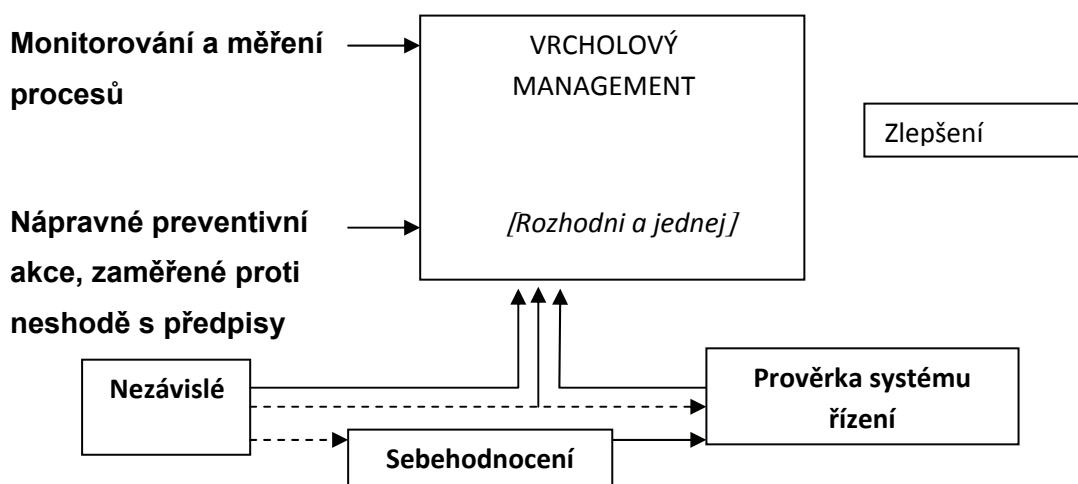 Monitorování a měření
procesů
VRCHOLOVÝ
MANAGEMENT
Zlepšení
Nápravné preventivní
akce, zaměřené proti
neshodě s předpisy
[Rozhodni a jednej]
Nezávislé
Prověrka systému
řízení
Sebehodnocení